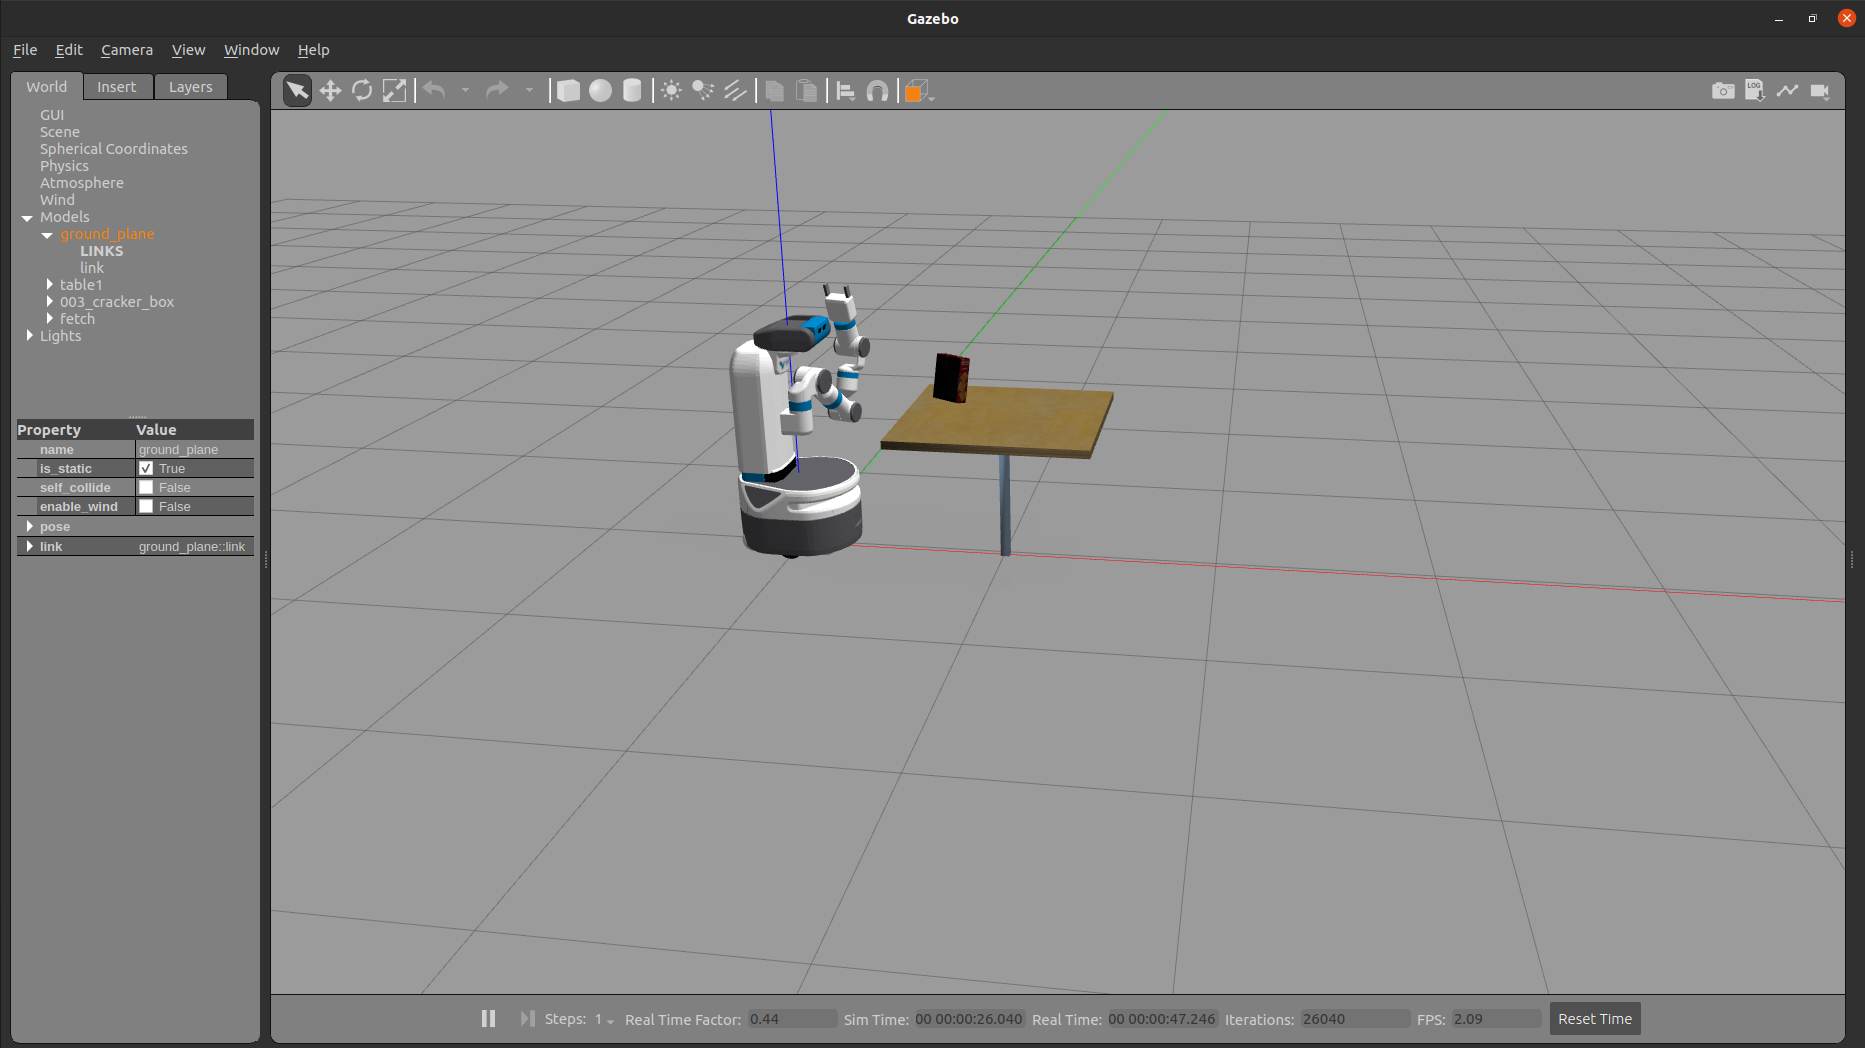 Gazebo
File Edit Camera View Window Help
World Insert Layers
GUI
Scene
Spherical Coordinates
Physics
Atmosphere
Wind
Models
ground_plane
LINKS
link
table1
003_cracker_box
fetch
Lights
Property Value
name ground_plane
is_static True
self_collide False
enable_wind False
pose
link ground_plane::link
LOG
Steps: 1 Real Time Factor: 0.44 Sim Time: 00 00:00:26.040 Real Time: 00 00:00:47.246 Iterations: 26040 FPS: 2.09 Reset Time